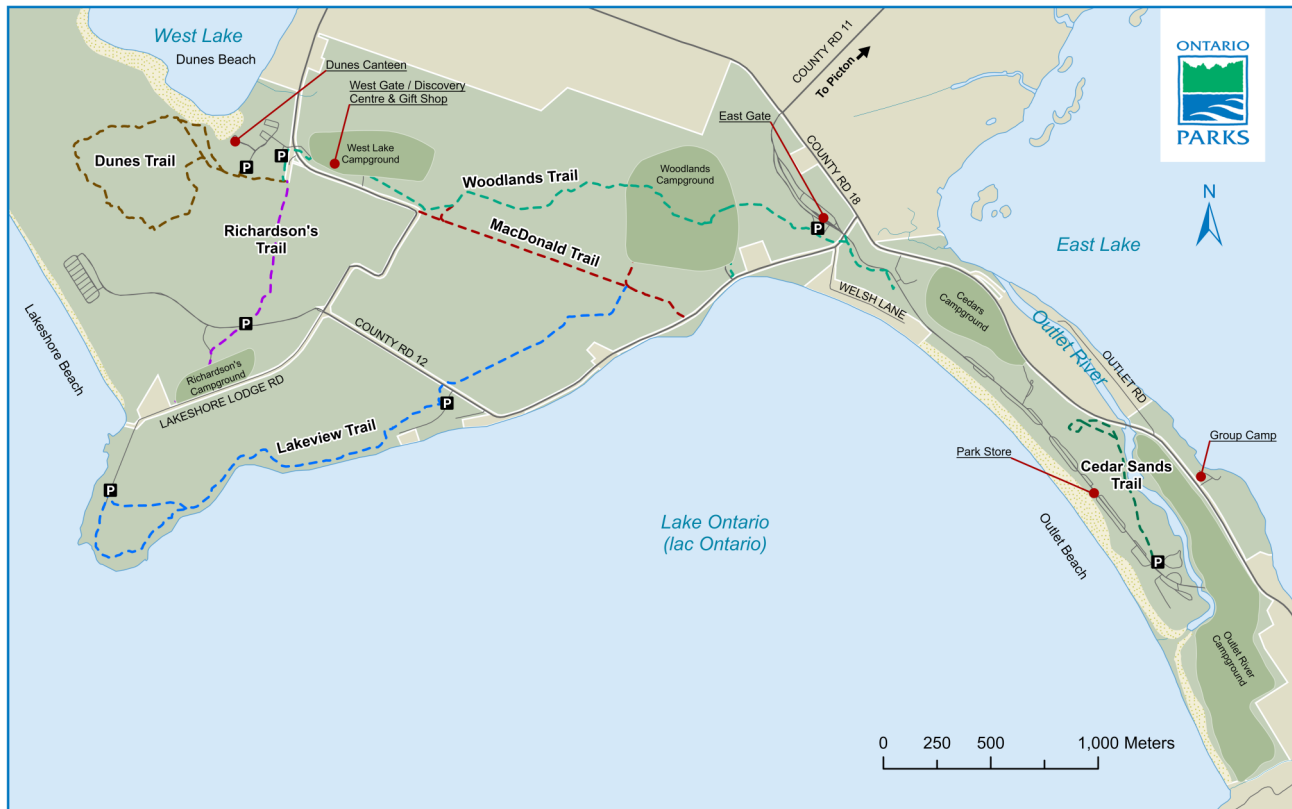 West Lake
Dunes Beach
Dunes Canteen
West Gate / Discovery
Centre & Gift Shop
COUNTY RD 11
To Picton
ONTARIO
PARKS
East Gate
West Lake
Campground
Dunes Trail
P
P
Woodlands Trail
Woodlands
Campground
COUNTY RD 18
N
Richardson's
Trail
MacDonald Trail
P
East Lake
WELSH LANE
Cedars
Campground
Lakeshore Beach
P
COUNTY RD 12
Outlet River
OUTLET RD
Richardson's
Campground
LAKESHORE LODGE RD
P
Lakeview Trail
Group Camp
Park Store
Cedar Sands
Trail
P
Lake Ontario
(lac Ontario)
Outlet Beach
P
Outlet River
Campground
0 250 500 1,000 Meters